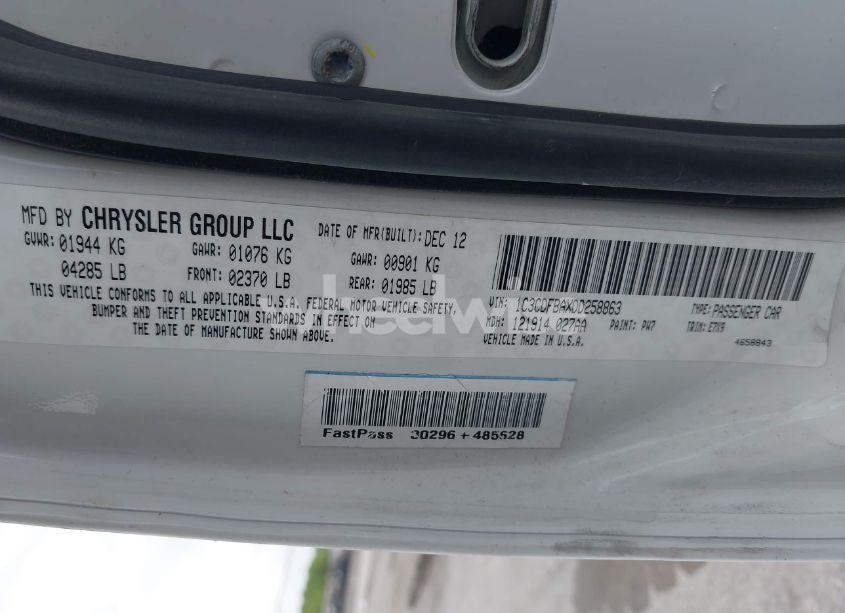 MFD BY CHRYSLER GROUP LLC
DATE OF MFR(BUILT): DEC 12
GVWR: 01944 KG
04285 LB
GAWR: 01076 KG
FRONT: 02370 LB
GAWR: 00901 KG
REAR: 01985 LB
THIS VEHICLE CONFORMS TO ALL APPLICABLE U.S.A. FEDERAL MOTOR VEHICLE SAFETY,
BUMPER AND THEFT PREVENTION STANDARDS IN EFFECT ON
THE DATE OF MANUFACTURE SHOWN ABOVE.
VIN: 1C3CDFBAXDD258863
TYPE: PASSENGER CAR
MDH: 121914 027AA
PAINT: PW7
TRIM: E7X9
VEHICLE MADE IN U.S.A.
4658843
FastPass 30296 + 485528